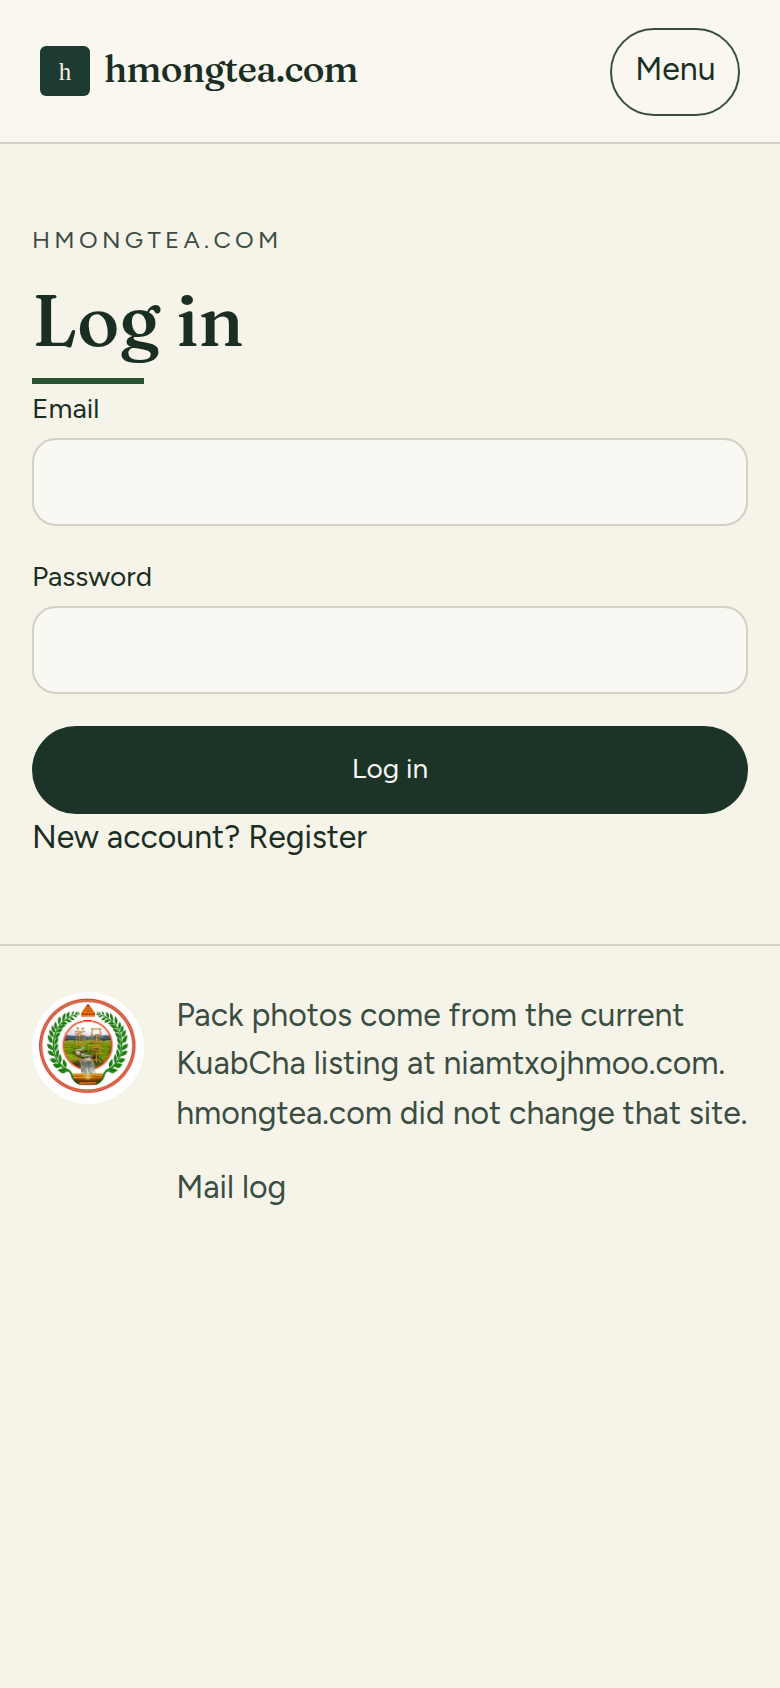 h
hmongtea.com
Menu
HMONGTEA.COM
Log in
Email
Password
Log in
New account? Register
Pack photos come from the current
KuabCha listing at niamtxojhmoo.com.
hmongtea.com did not change that site.
Mail log